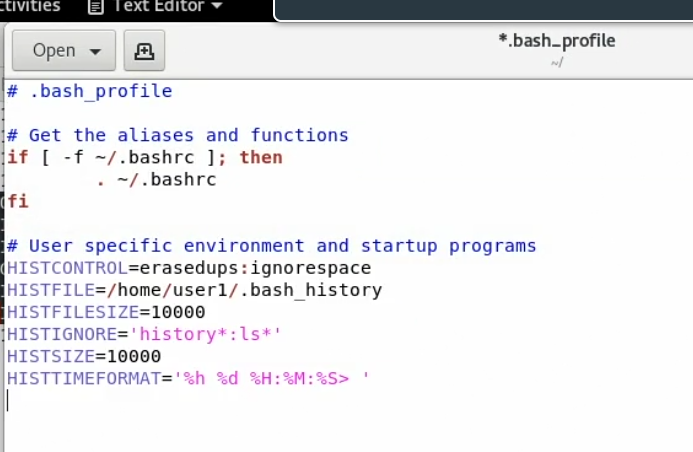 ctivities Text Editor
Open
*.bash_profile
~/
# .bash_profile
# Get the aliases and functions
if [ -f ~/.bashrc ]; then
. ~/.bashrc
fi
# User specific environment and startup programs
HISTCONTROL=erasedups:ignorespace
HISTFILE=/home/user1/.bash_history
HISTFILESIZE=10000
HISTIGNORE='history*:ls*'
HISTSIZE=10000
HISTTIMEFORMAT='%h %d %H:%M:%S> '